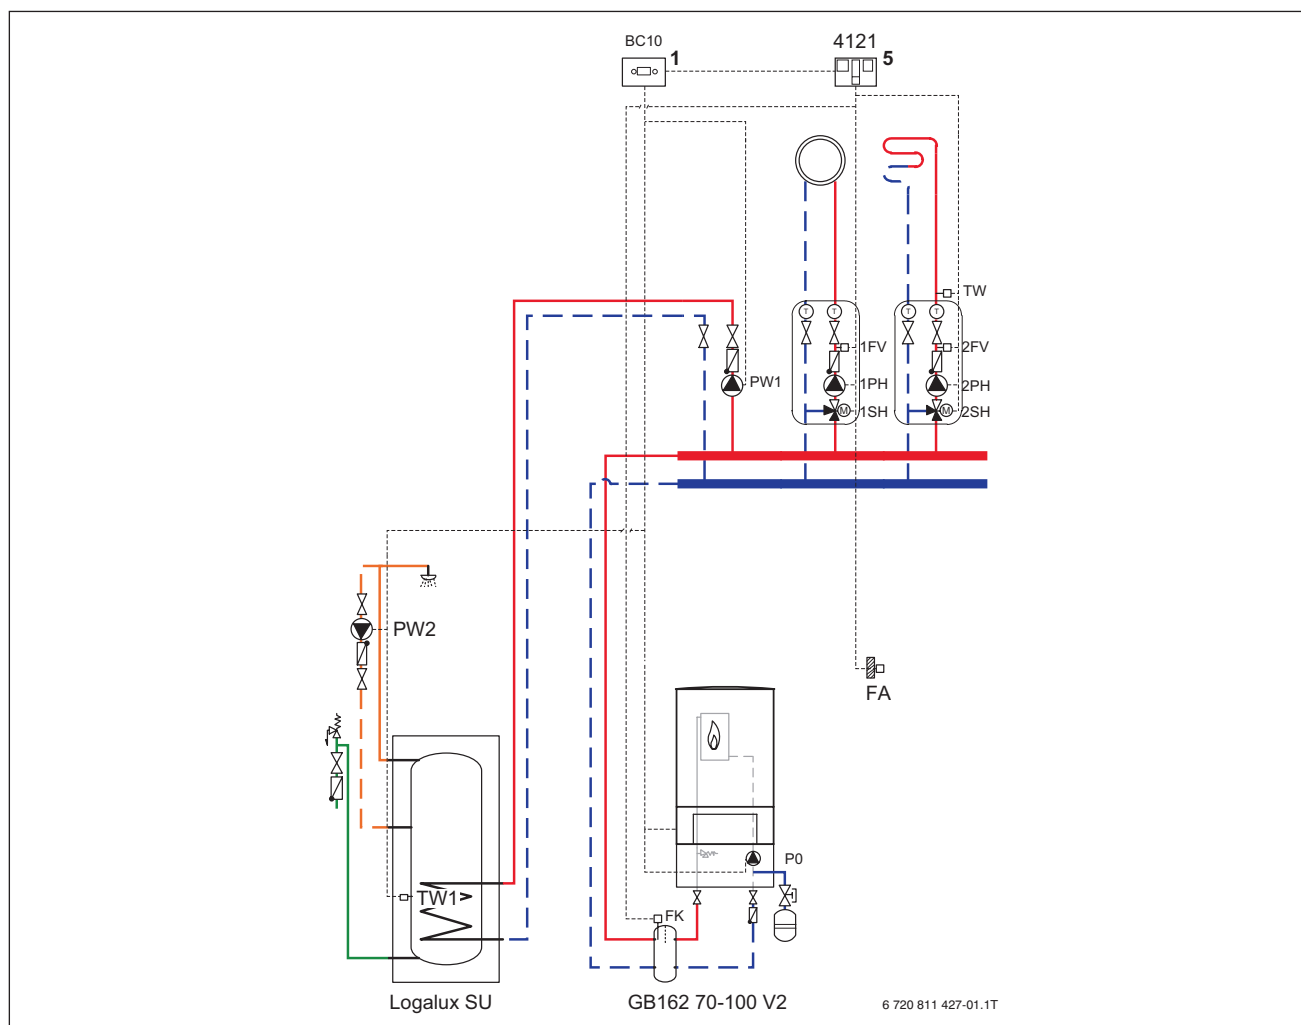 BC10
1
4121
5
T
T
T
T
TW
1FV
2FV
PW1
1PH
2PH
M
1SH
M
2SH
PW2
FA
P0
TW1
FK
Logalux SU
GB162 70-100 V2
6 720 811 427-01.1T